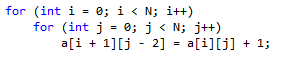 for (int i = 0; i < N; i++)
    for (int j = 0; j < N; j++)
        a[i + 1][j - 2] = a[i][j] + 1;